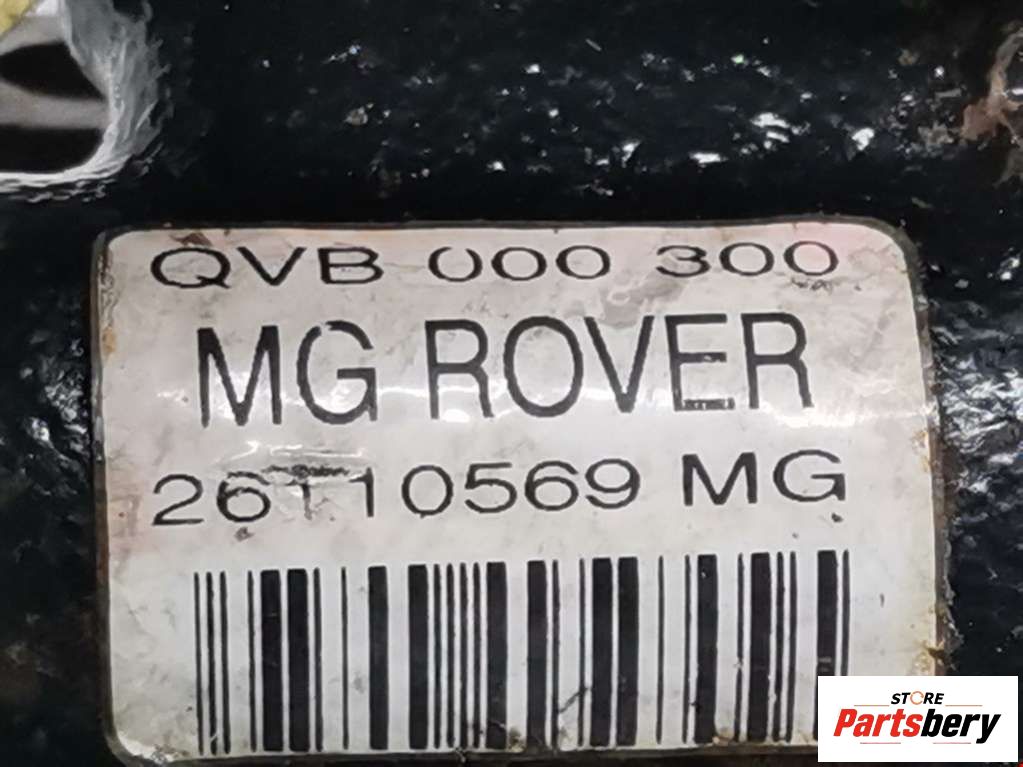 QVB 000 300
MG ROVER
26110569 MG
STORE
Partsbery